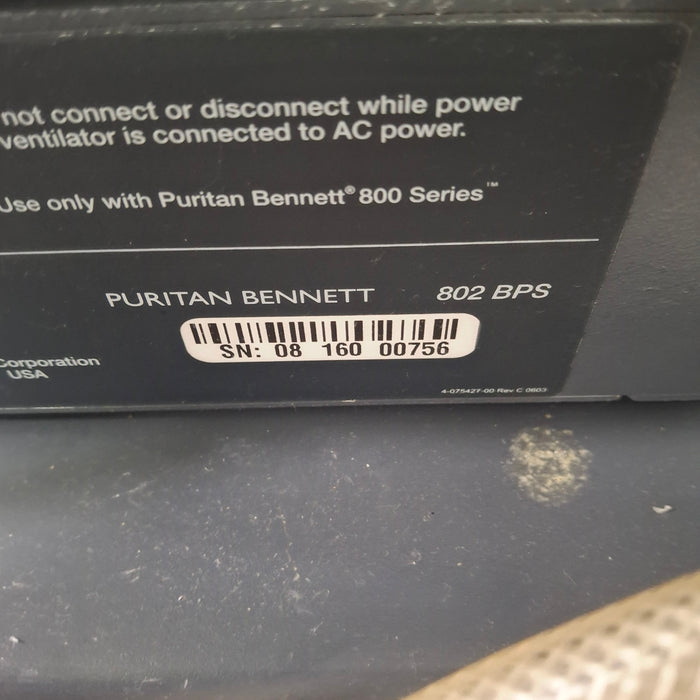 not connect or disconnect while power
ventilator is connected to AC power.
Use only with Puritan Bennett® 800 Series™
PURITAN BENNETT 802 BPS
SN: 08 160 00756
Corporation
USA
4-075427-00 Rev C 0603